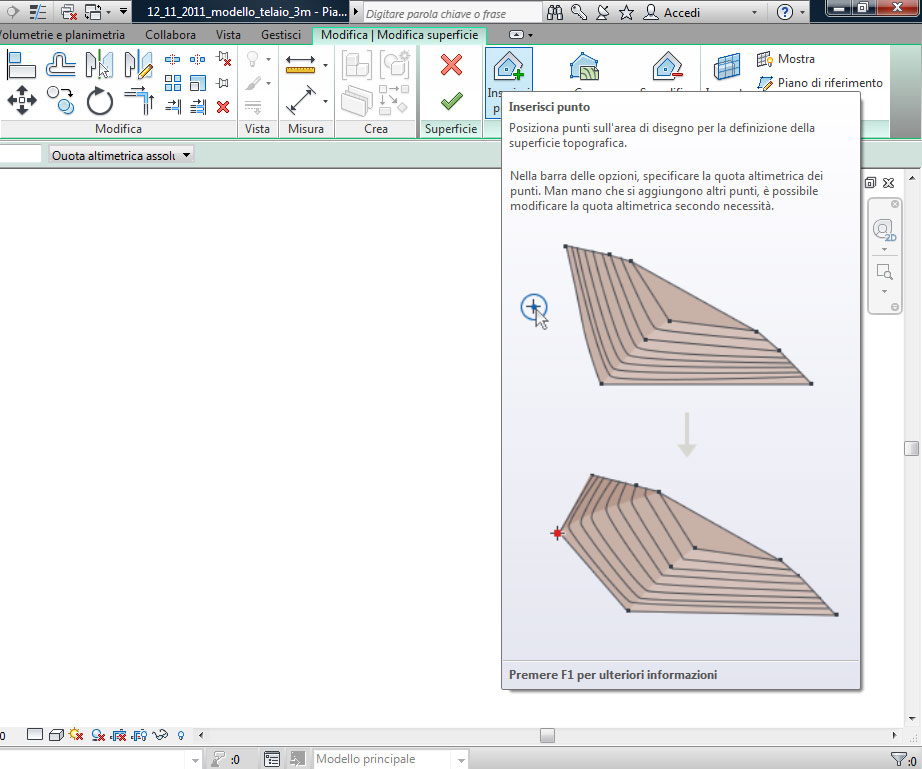 12_11_2011_modello_telaio_3m - Pia...
Digitare parola chiave o frase
Accedi
olumetrie e planimetria
Collabora
Vista
Gestisci
Modifica | Modifica superficie
Mostra
Piano di riferimento
Modifica
Vista
Misura
Crea
Superficie
Quota altimetrica assolu
Inserisci punto
Posiziona punti sull'area di disegno per la definizione della
superficie topografica.
Nella barra delle opzioni, specificare la quota altimetrica dei
punti. Man mano che si aggiungono altri punti, è possibile
modificare la quota altimetrica secondo necessità.
2D
Premere F1 per ulteriori informazioni
0
:0
Modello principale
:0